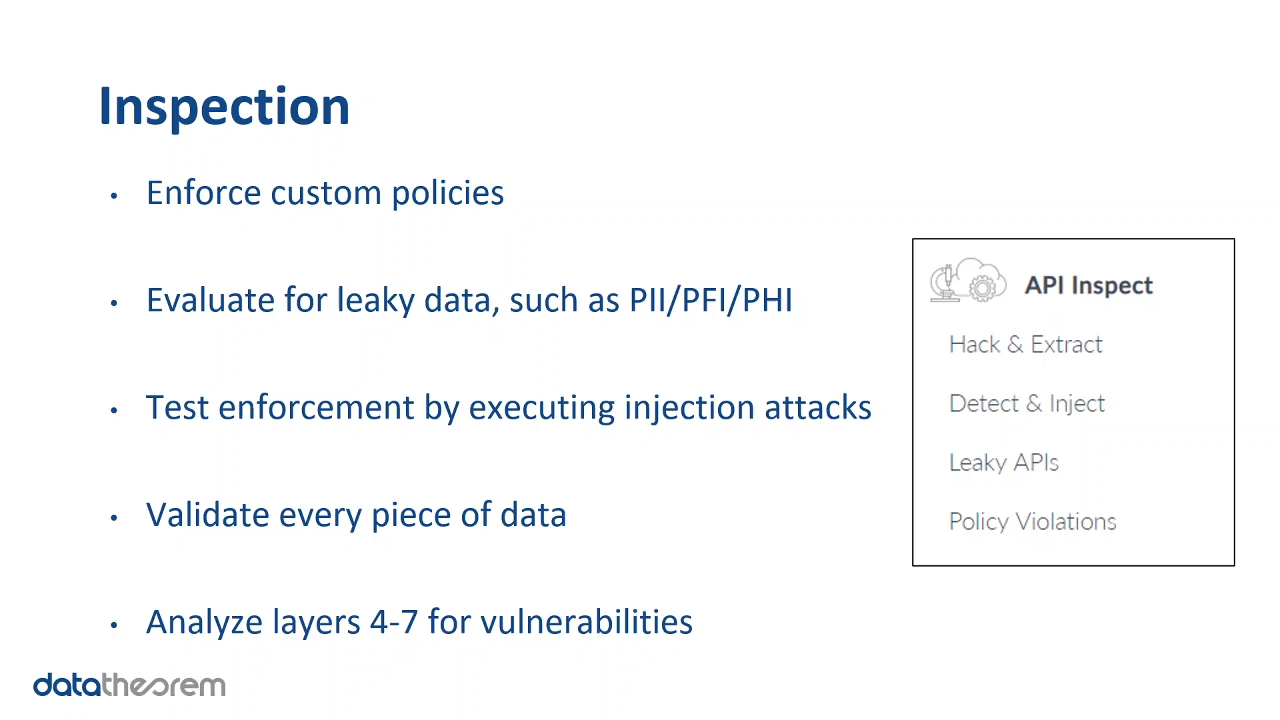 Inspection
• Enforce custom policies
• Evaluate for leaky data, such as PII/PFI/PHI
• Test enforcement by executing injection attacks
• Validate every piece of data
• Analyze layers 4-7 for vulnerabilities
API Inspect
Hack & Extract
Detect & Inject
Leaky APIs
Policy Violations
datatheorem